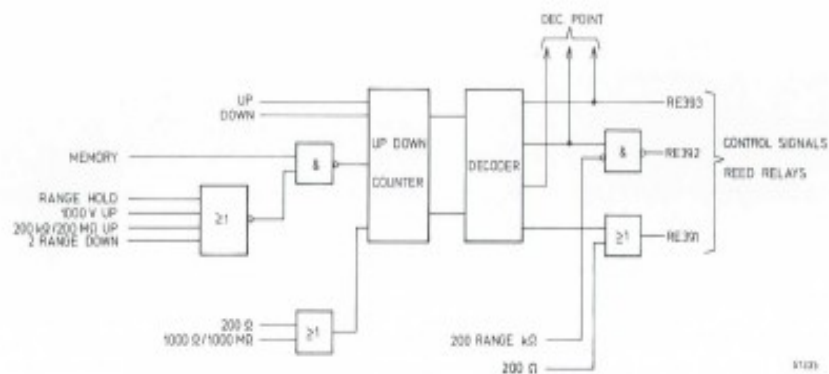 DEC. POINT
UP
DOWN
MEMORY
RANGE HOLD
1000 V UP
200 kΩ/200 MΩ UP
2 RANGE DOWN
≥1
&
UP DOWN
COUNTER
DECODER
RE393
&
RE392
≥1
RE391
CONTROL SIGNALS
REED RELAYS
200 Ω
1000 Ω/1000 MΩ
≥1
200 RANGE kΩ
200 Ω